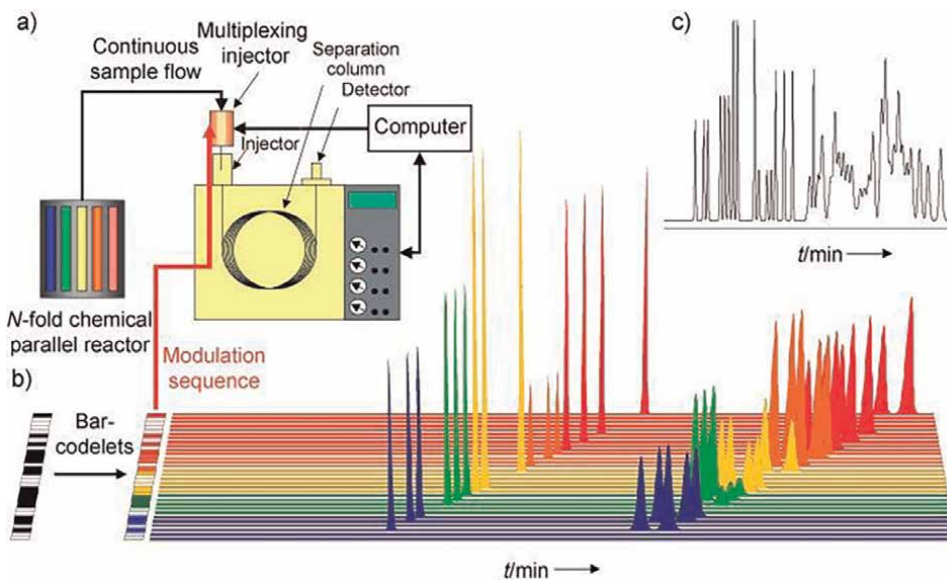 a)
Continuous
sample flow
Multiplexing
injector
Separation
column
Detector
Injector
Computer
N-fold chemical
parallel reactor
Modulation
sequence
b)
Bar-
codelets
t/min
c)
t/min